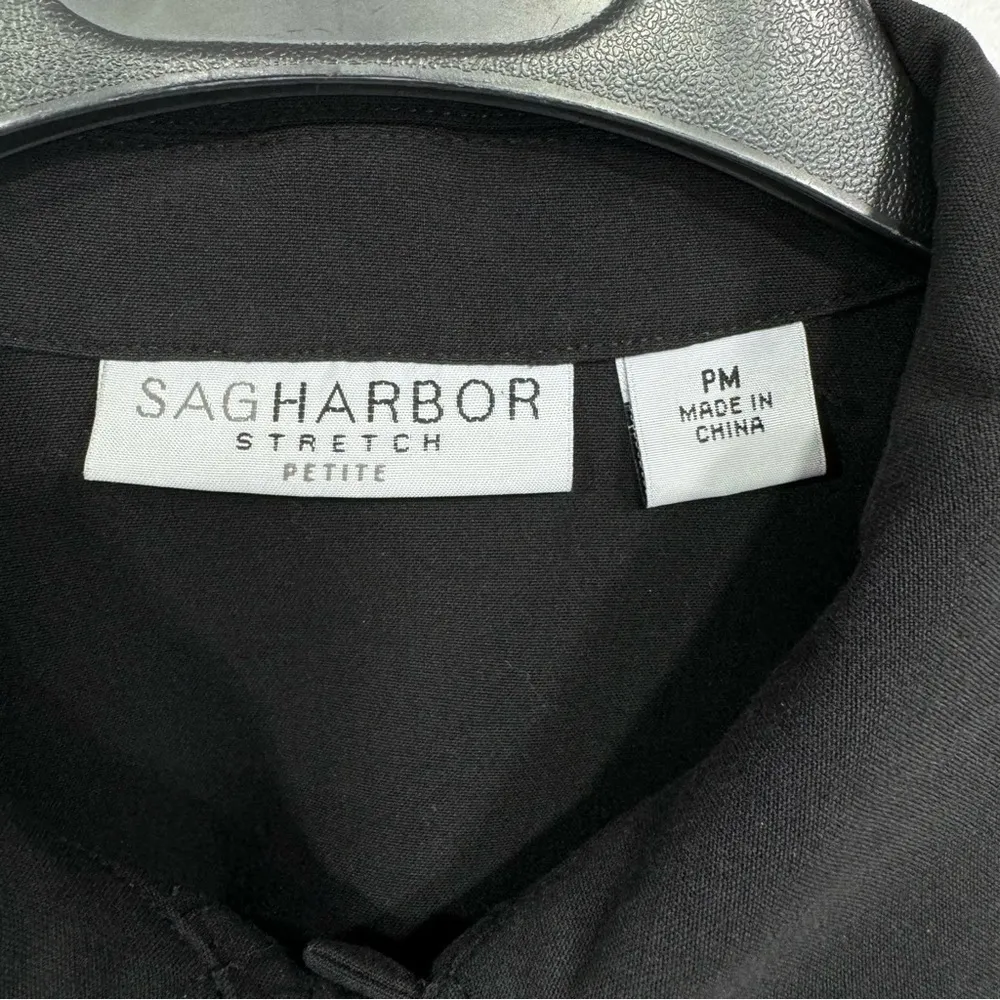 SAGHARBOR
STRETCH
PETITE
PM
MADE IN
CHINA